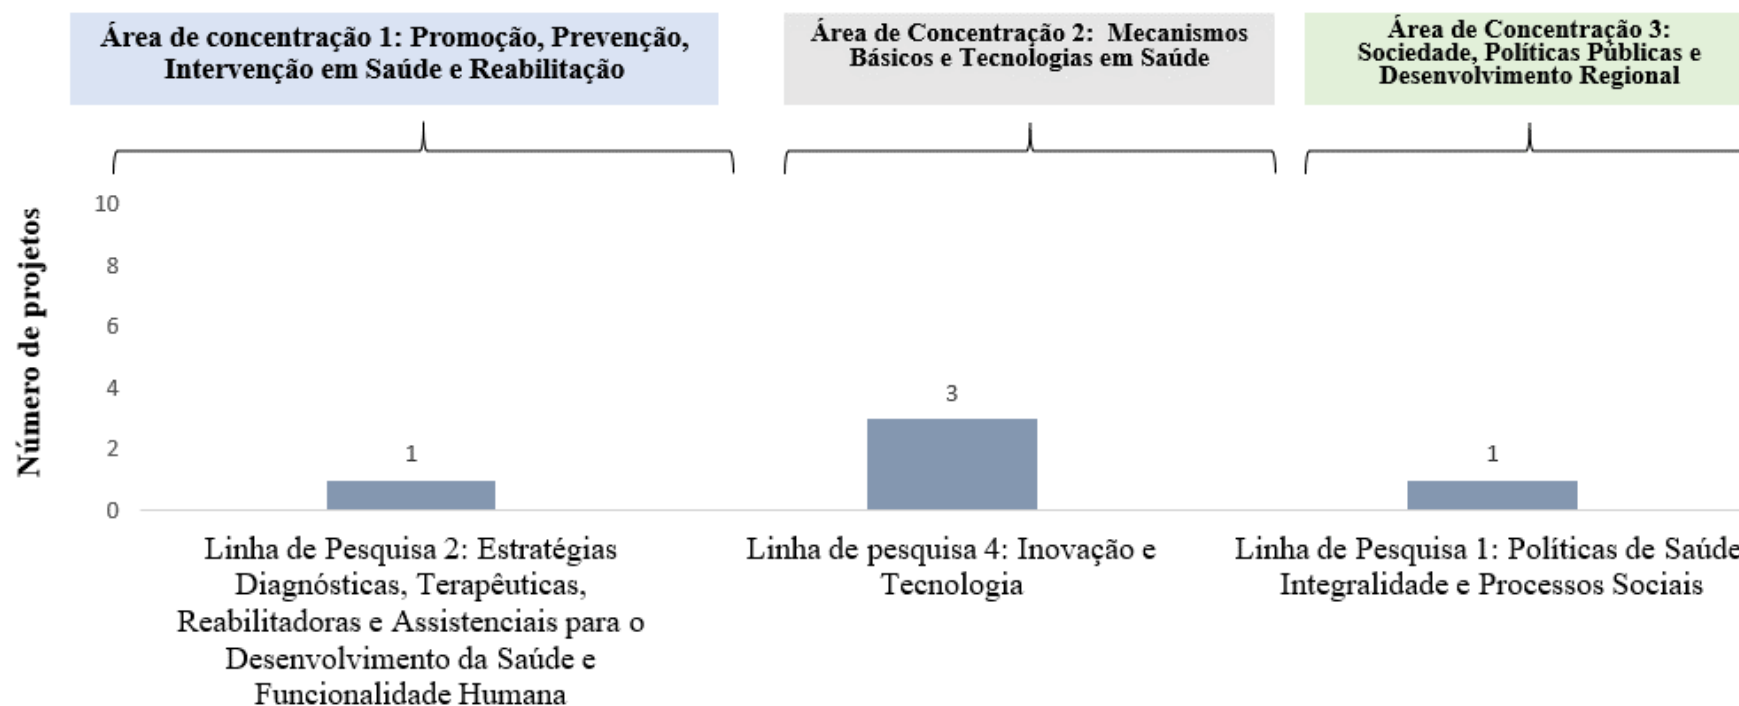 Área de concentração 1: Promoção, Prevenção,
Intervenção em Saúde e Reabilitação
Área de Concentração 2: Mecanismos
Básicos e Tecnologias em Saúde
Área de Concentração 3:
Sociedade, Políticas Públicas e
Desenvolvimento Regional
Número de projetos
10
8
6
4
2
0
1
3
1
Linha de Pesquisa 2: Estratégias
Diagnósticas, Terapêuticas,
Reabilitadoras e Assistenciais para o
Desenvolvimento da Saúde e
Funcionalidade Humana
Linha de pesquisa 4: Inovação e
Tecnologia
Linha de Pesquisa 1: Políticas de Saúde
Integralidade e Processos Sociais